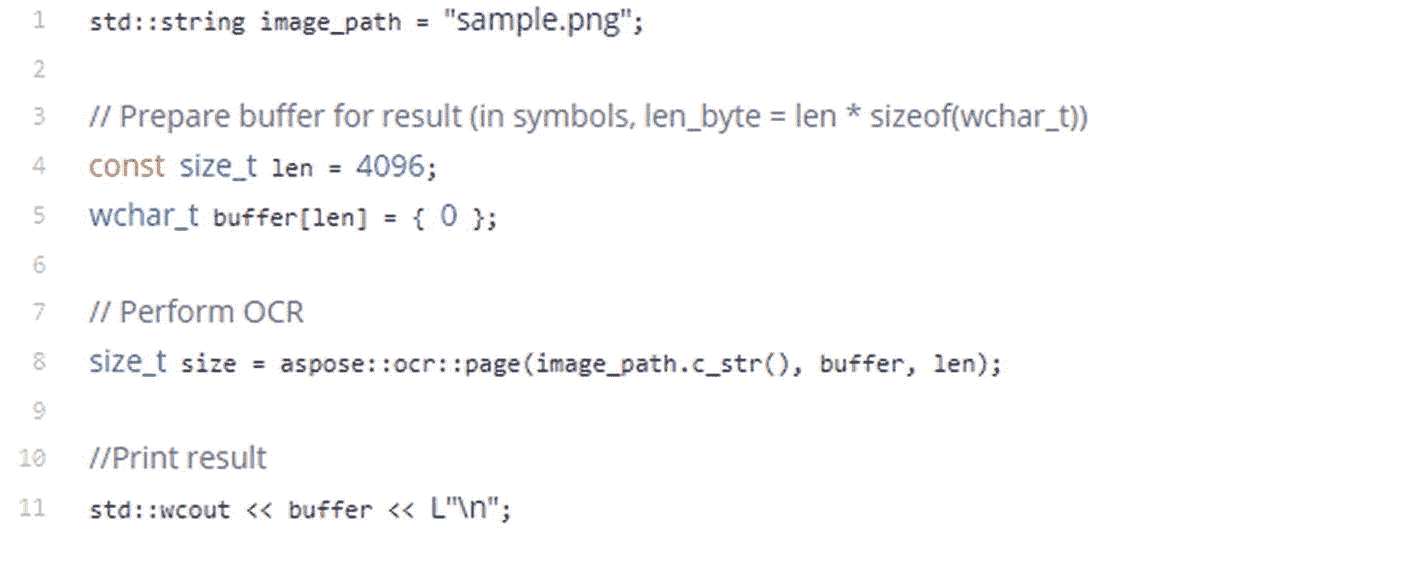 1 std::string image_path = "sample.png";
2
3 // Prepare buffer for result (in symbols, len_byte = len * sizeof(wchar_t))
4 const size_t len = 4096;
5 wchar_t buffer[len] = { 0 };
6
7 // Perform OCR
8 size_t size = aspose::ocr::page(image_path.c_str(), buffer, len);
9
10 //Print result
11 std::wcout << buffer << L"\n";